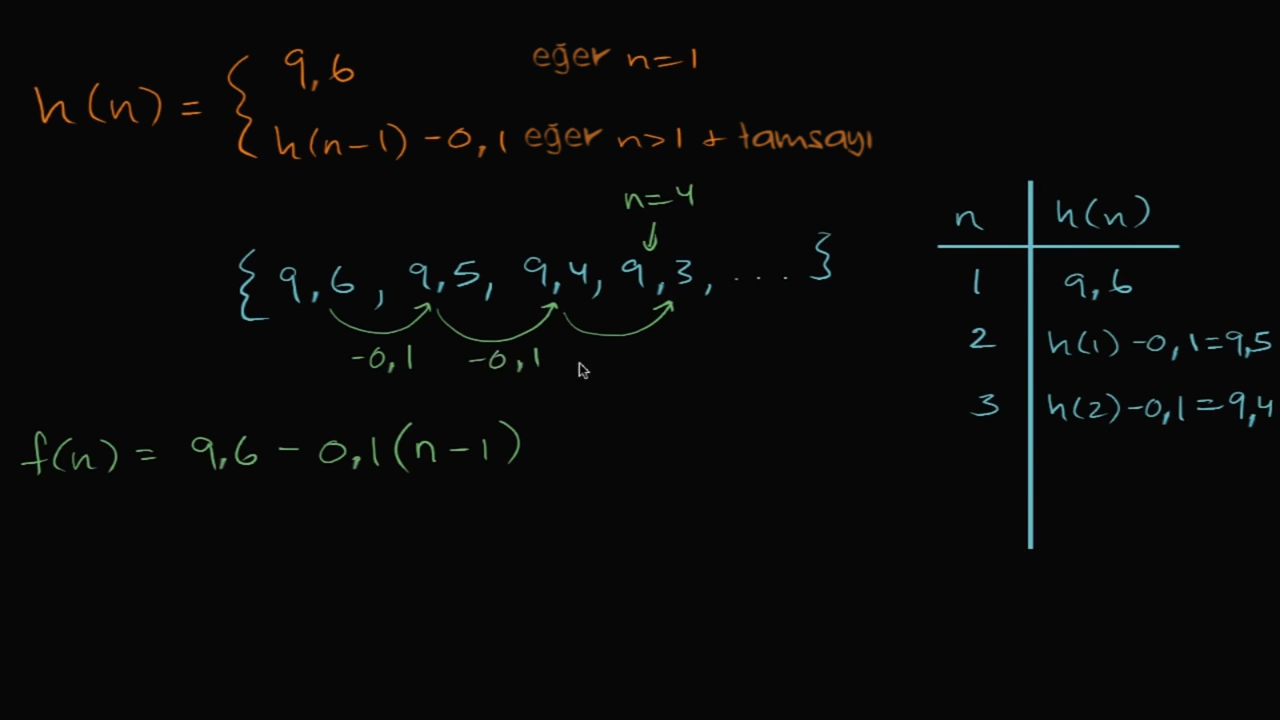 h(n) = { 9,6 eğer n=1
h(n-1) -0,1 eğer n>1 + tamsayı
n=4
{ 9,6 , 9,5, 9,4, 9,3, . . . . }
-0,1 -0,1
f(n) = 9,6 - 0,1(n-1)
n h(n)
1 9,6
2 h(1) -0,1=9,5
3 h(2)-0,1=9,4